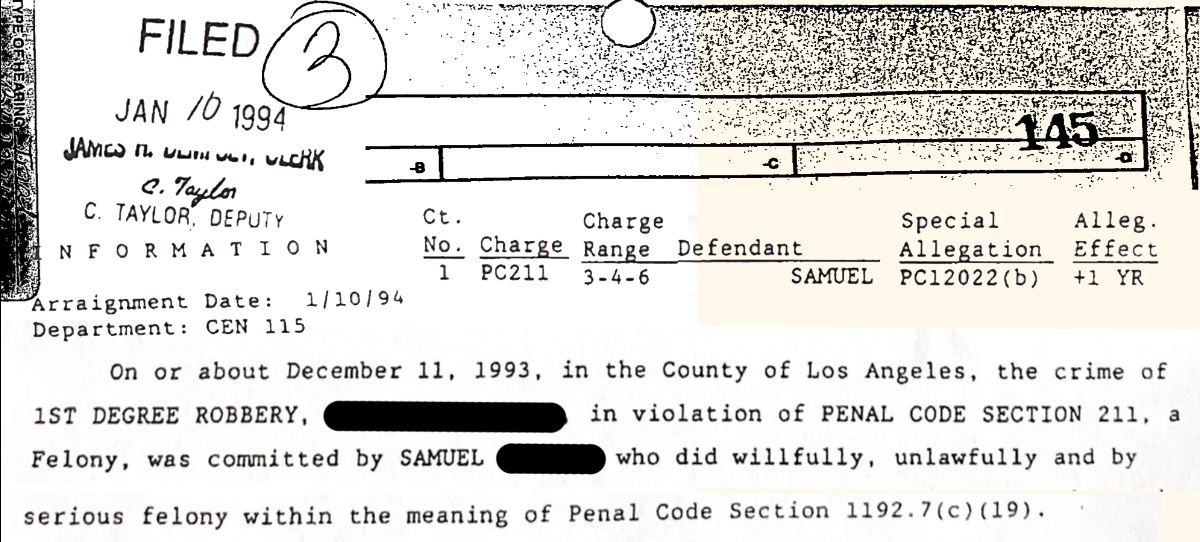 TYPE OF HEARING
FILED 3
JAN 10 1994
C. Taylor
C. TAYLOR, DEPUTY
145
-B -C -D
INFORMATION
Ct. Charge Special Alleg.
No. Charge Range Defendant Allegation Effect
1 PC211 3-4-6 SAMUEL PC12022(b) +1 YR
Arraignment Date: 1/10/94
Department: CEN 115
On or about December 11, 1993, in the County of Los Angeles, the crime of
1ST DEGREE ROBBERY, in violation of PENAL CODE SECTION 211, a
Felony, was committed by SAMUEL who did willfully, unlawfully and by
serious felony within the meaning of Penal Code Section 1192.7(c)(19).